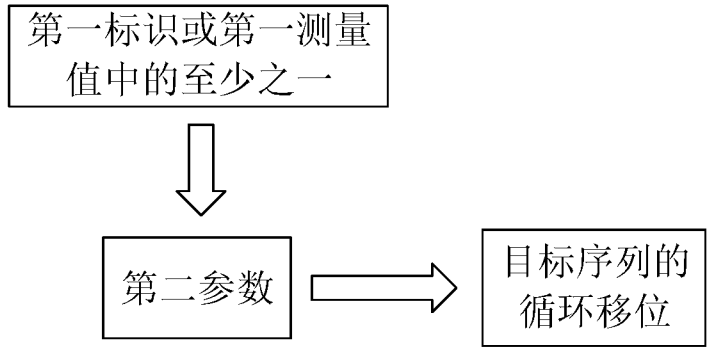 第一标识或第一测量
值中的至少之一
第二参数
目标序列的
循环移位